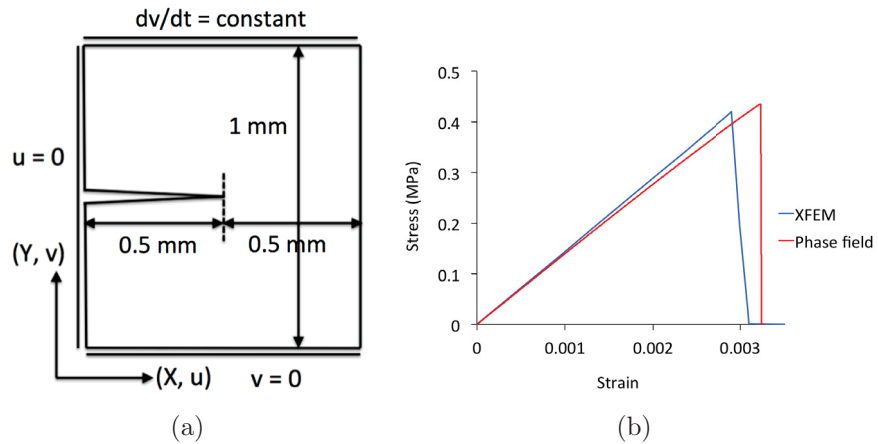 dv/dt = constant
1 mm
u = 0
0.5 mm
0.5 mm
(Y, v)
(X, u)
v = 0
(a)
0.5
0.4
0.3
0.2
0.1
0
Stress (MPa)
0
0.001
0.002
0.003
Strain
XFEM
Phase field
(b)